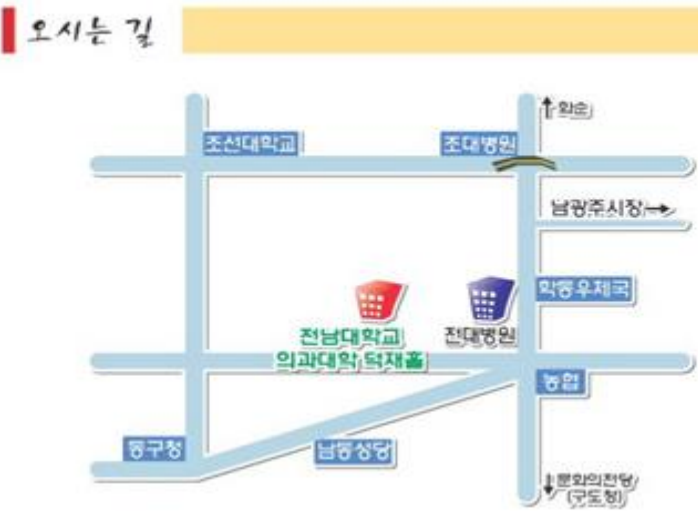 오시는 길
화순
조선대학교
조대병원
남광주시장
학동우체국
전남대학교
의과대학 덕재홀
전대병원
농협
동구청
남동성당
문화의전당
(구도청)